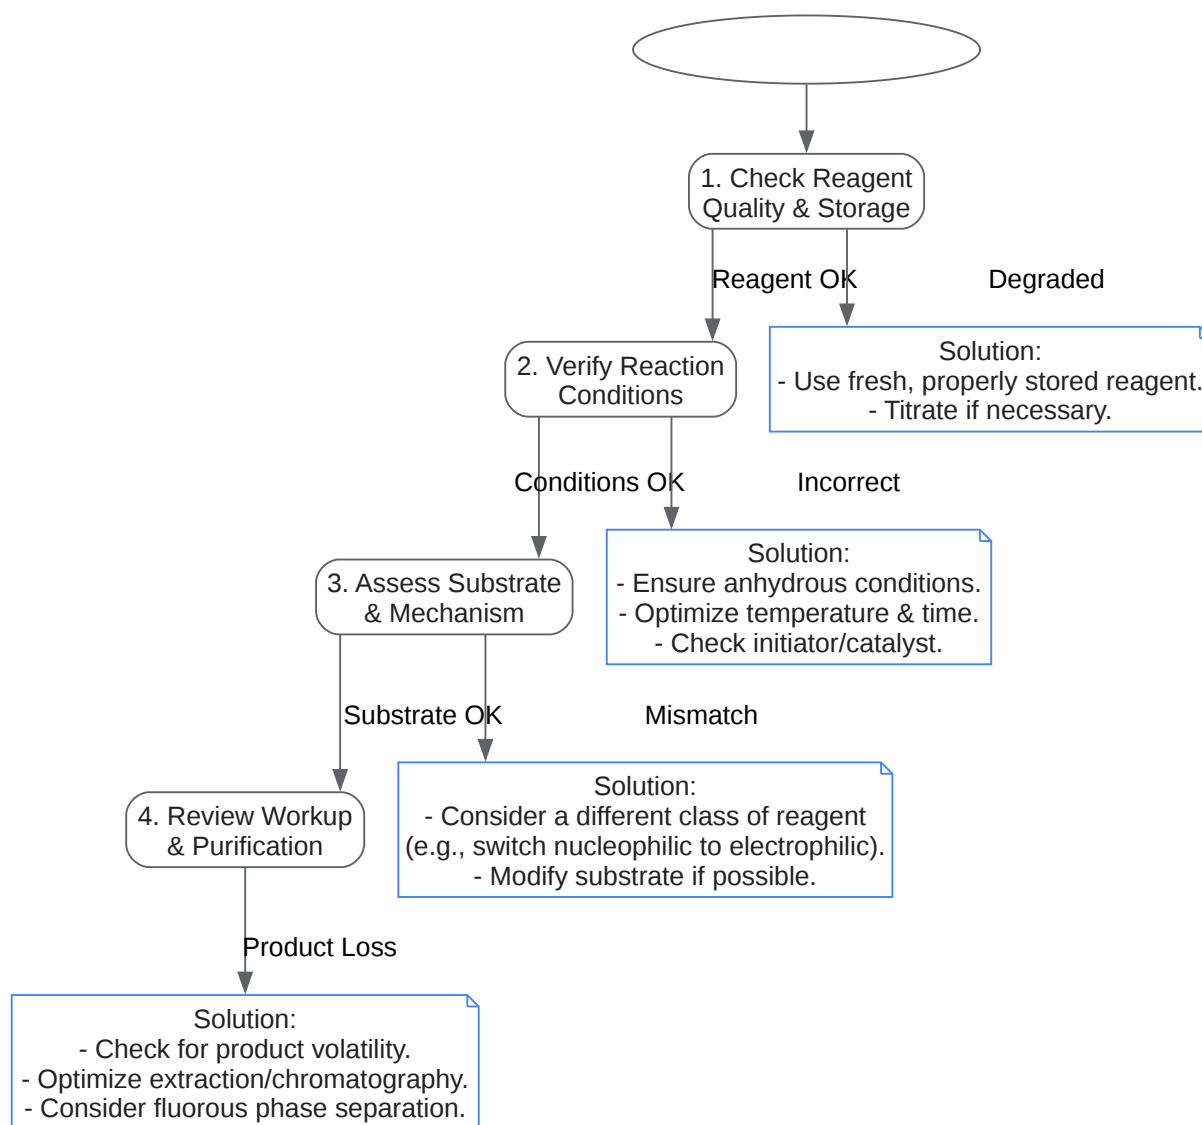 1. Check Reagent
Quality & Storage
Reagent OK
Degraded
Solution:
- Use fresh, properly stored reagent.
- Titrate if necessary.
2. Verify Reaction
Conditions
Conditions OK
Incorrect
Solution:
- Ensure anhydrous conditions.
- Optimize temperature & time.
- Check initiator/catalyst.
3. Assess Substrate
& Mechanism
Substrate OK
Mismatch
Solution:
- Consider a different class of reagent
(e.g., switch nucleophilic to electrophilic).
- Modify substrate if possible.
4. Review Workup
& Purification
Product Loss
Solution:
- Check for product volatility.
- Optimize extraction/chromatography.
- Consider fluorous phase separation.